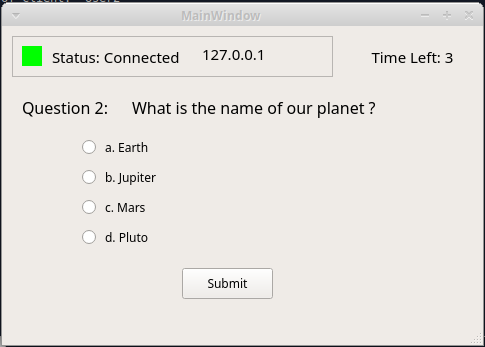 MainWindow
Status: Connected 127.0.0.1 Time Left: 3
Question 2: What is the name of our planet ?
a. Earth
b. Jupiter
c. Mars
d. Pluto
Submit